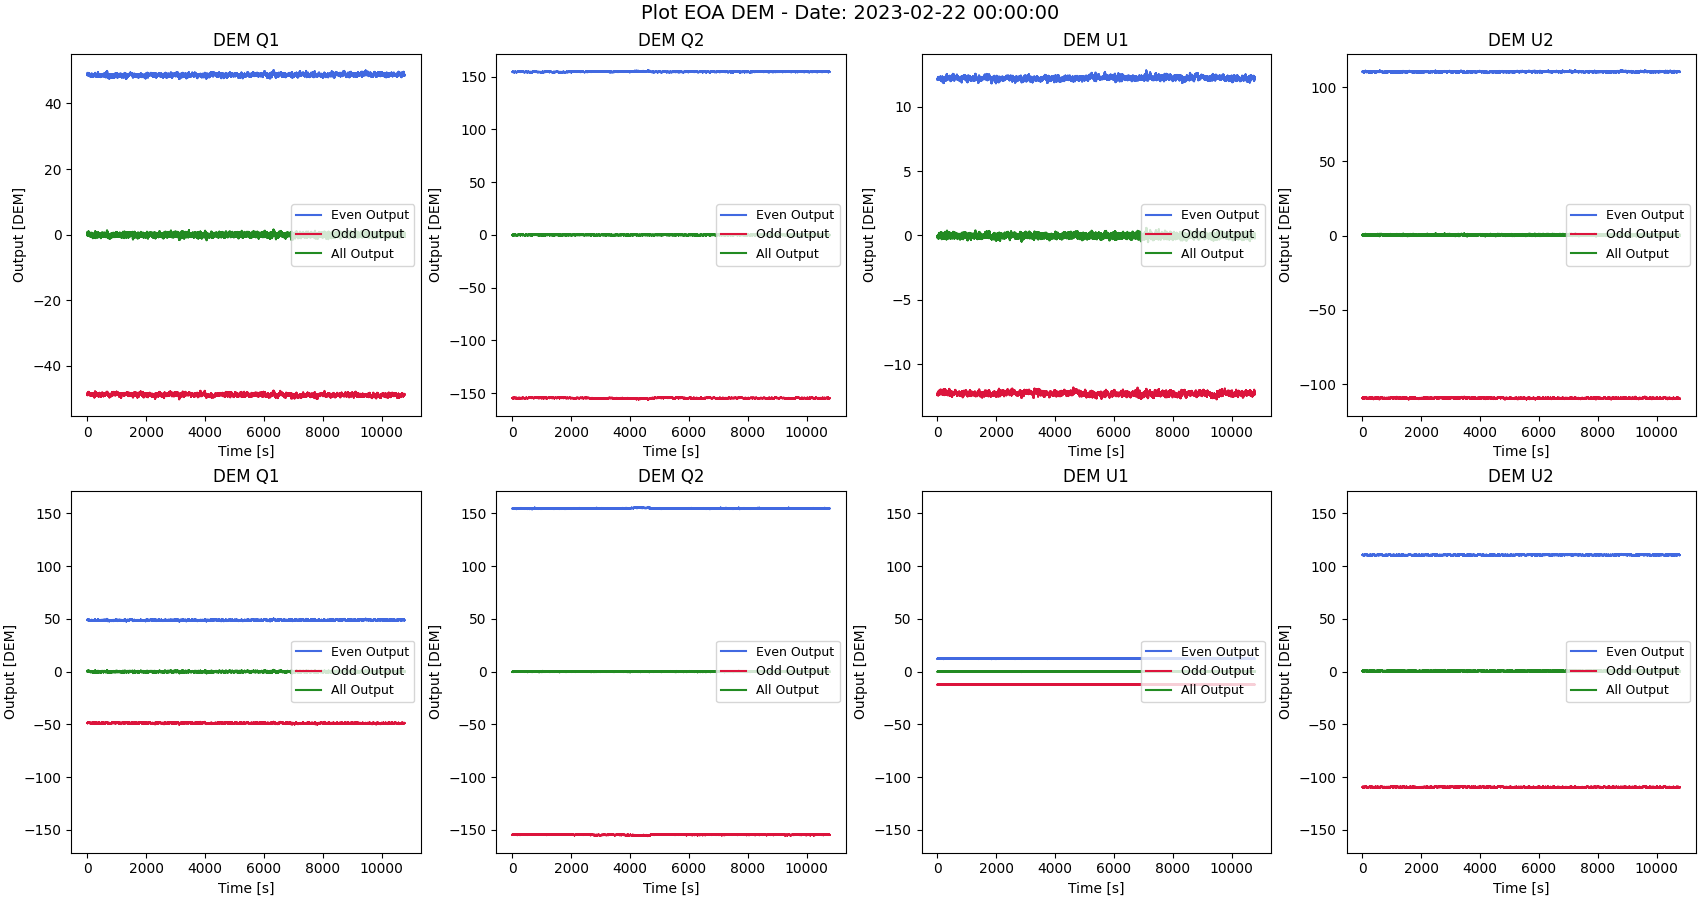 Plot EOA DEM - Date: 2023-02-22 00:00:00
DEM Q1
Output [DEM]
40
20
0
−20
−40
Even Output
Odd Output
All Output
0 2000 4000 6000 8000 10000
Time [s]
DEM Q2
Output [DEM]
150
100
50
0
−50
−100
−150
Even Output
Odd Output
All Output
0 2000 4000 6000 8000 10000
Time [s]
DEM U1
Output [DEM]
10
5
0
−5
−10
Even Output
Odd Output
All Output
0 2000 4000 6000 8000 10000
Time [s]
DEM U2
Output [DEM]
100
50
0
−50
−100
Even Output
Odd Output
All Output
0 2000 4000 6000 8000 10000
Time [s]
DEM Q1
Output [DEM]
150
100
50
0
−50
−100
−150
Even Output
Odd Output
All Output
0 2000 4000 6000 8000 10000
Time [s]
DEM Q2
Output [DEM]
150
100
50
0
−50
−100
−150
Even Output
Odd Output
All Output
0 2000 4000 6000 8000 10000
Time [s]
DEM U1
Output [DEM]
150
100
50
0
−50
−100
−150
Even Output
Odd Output
All Output
0 2000 4000 6000 8000 10000
Time [s]
DEM U2
Output [DEM]
150
100
50
0
−50
−100
−150
Even Output
Odd Output
All Output
0 2000 4000 6000 8000 10000
Time [s]